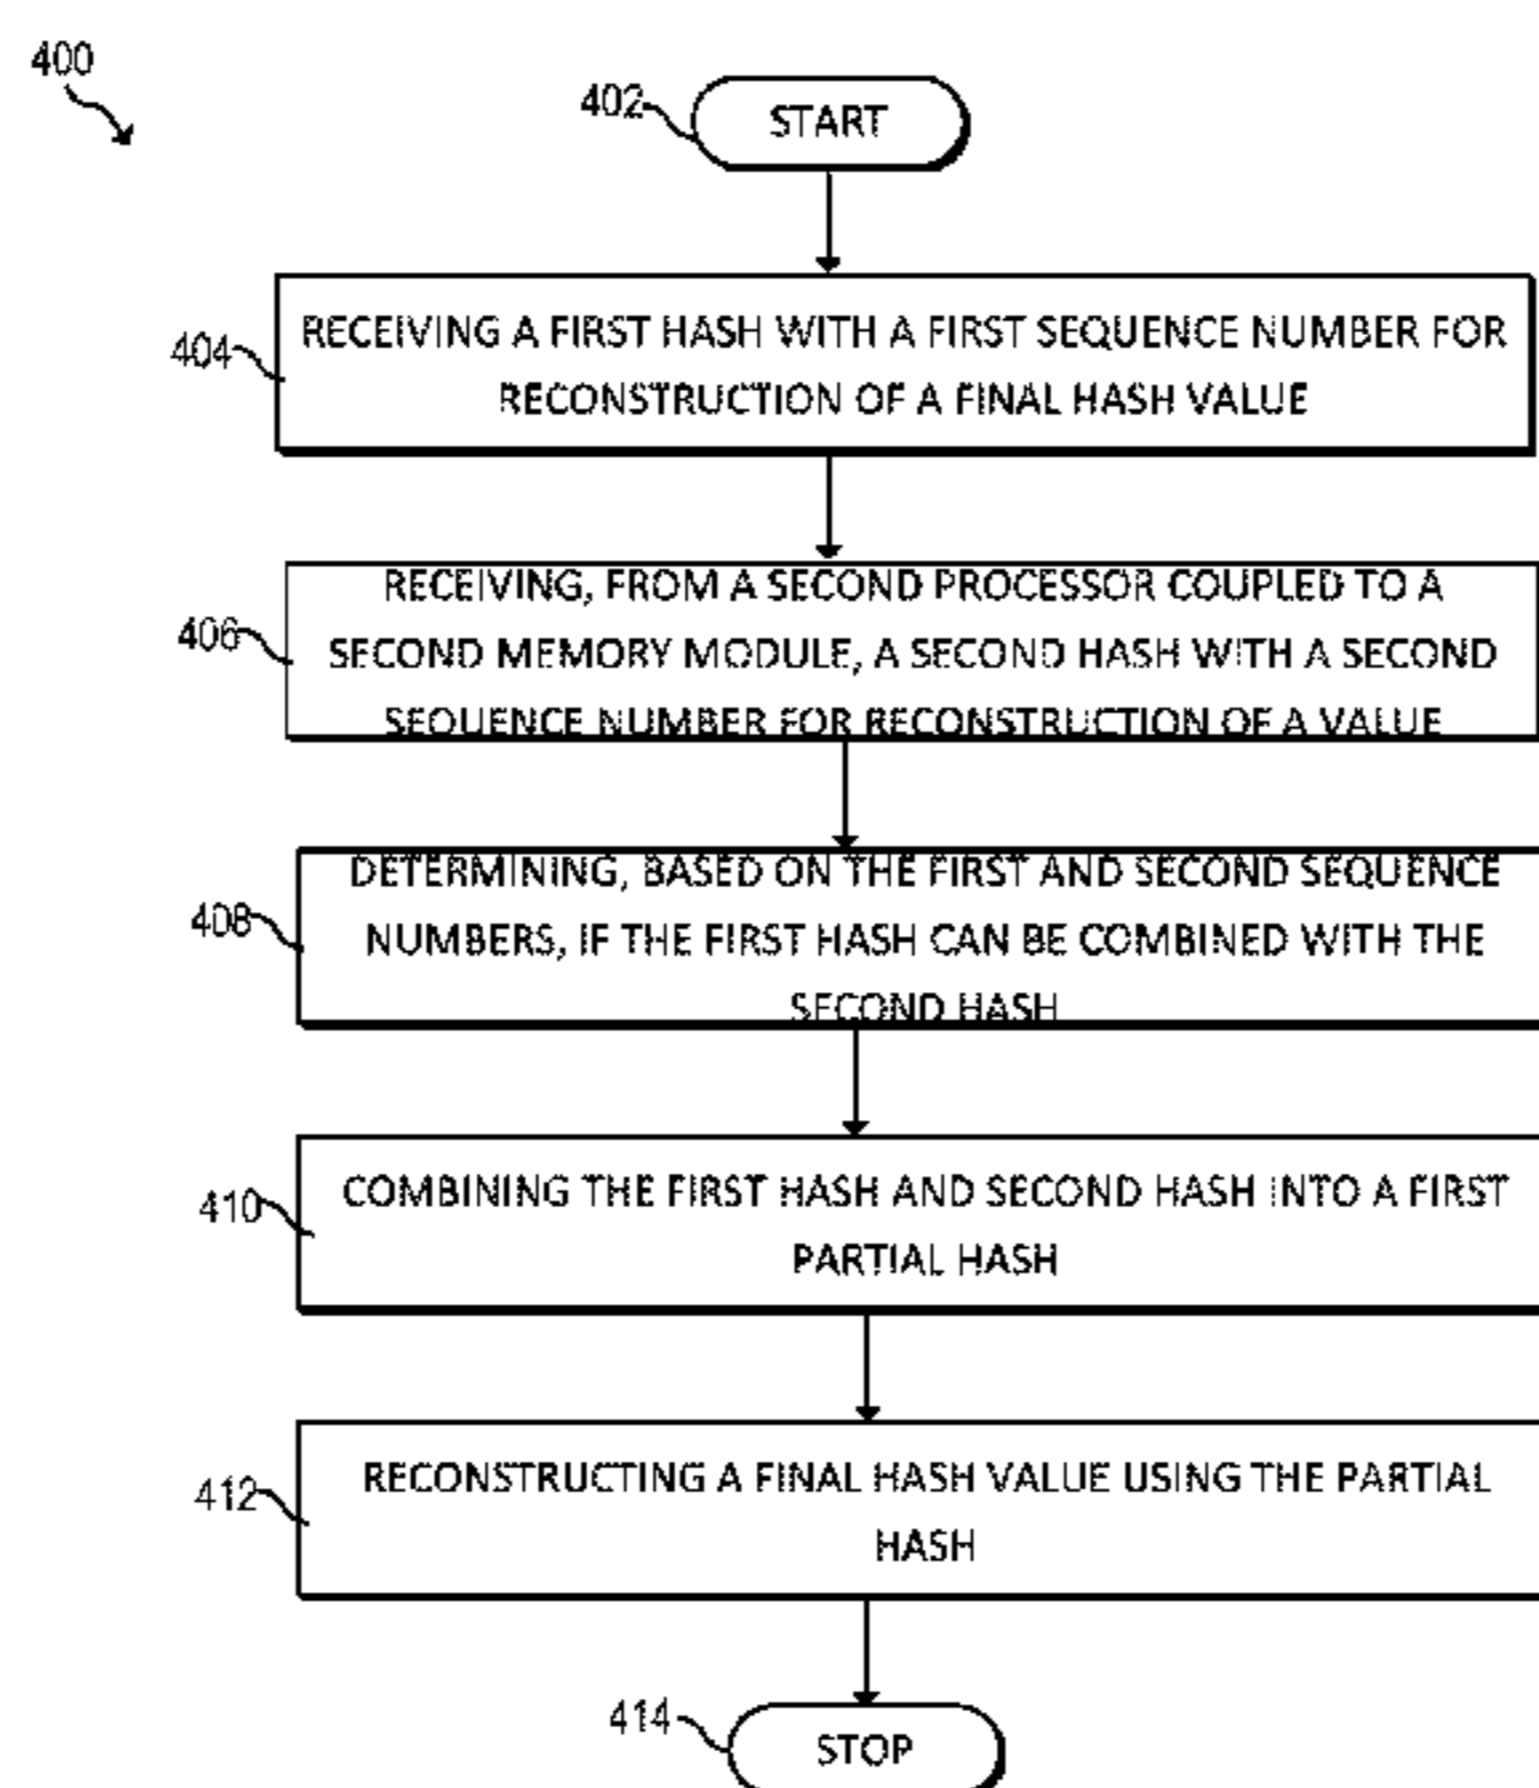 400
402
START
404
RECEIVING A FIRST HASH WITH A FIRST SEQUENCE NUMBER FOR
RECONSTRUCTION OF A FINAL HASH VALUE
406
RECEIVING, FROM A SECOND PROCESSOR COUPLED TO A
SECOND MEMORY MODULE, A SECOND HASH WITH A SECOND
SEQUENCE NUMBER FOR RECONSTRUCTION OF A VALUE
408
DETERMINING, BASED ON THE FIRST AND SECOND SEQUENCE
NUMBERS, IF THE FIRST HASH CAN BE COMBINED WITH THE
SECOND HASH
410
COMBINING THE FIRST HASH AND SECOND HASH INTO A FIRST
PARTIAL HASH
412
RECONSTRUCTING A FINAL HASH VALUE USING THE PARTIAL
HASH
414
STOP